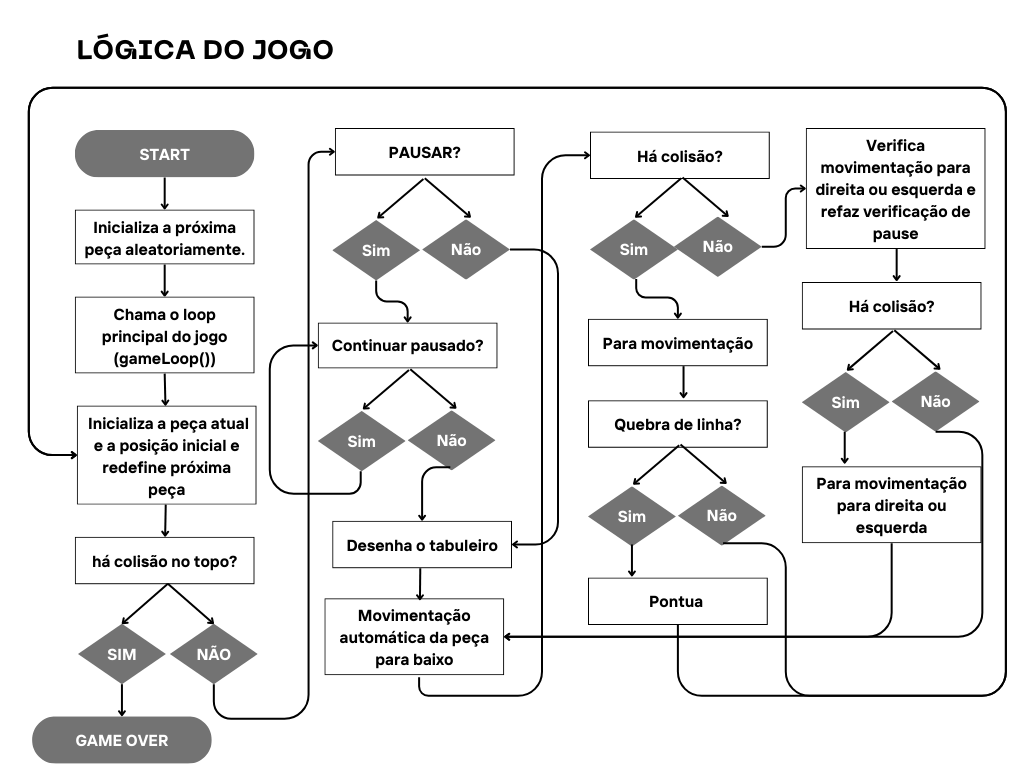 LÓGICA DO JOGO
START
Inicializa a próxima
peça aleatoriamente.
Chama o loop
principal do jogo
(gameLoop())
Inicializa a peça atual
e a posição inicial e
redefine próxima
peça
há colisão no topo?
SIM
NÃO
GAME OVER
PAUSAR?
Sim
Não
Continuar pausado?
Sim
Não
Desenha o tabuleiro
Movimentação
automática da peça
para baixo
Há colisão?
Sim
Não
Para movimentação
Quebra de linha?
Sim
Não
Pontua
Verifica
movimentação para
direita ou esquerda e
refaz verificação de
pause
Há colisão?
Sim
Não
Para movimentação
para direita ou
esquerda